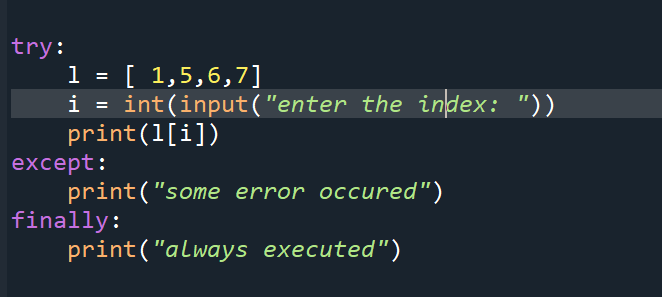 try:
    l = [ 1,5,6,7]
    i = int(input("enter the index: "))
    print(l[i])
except:
    print("some error occured")
finally:
    print("always executed")